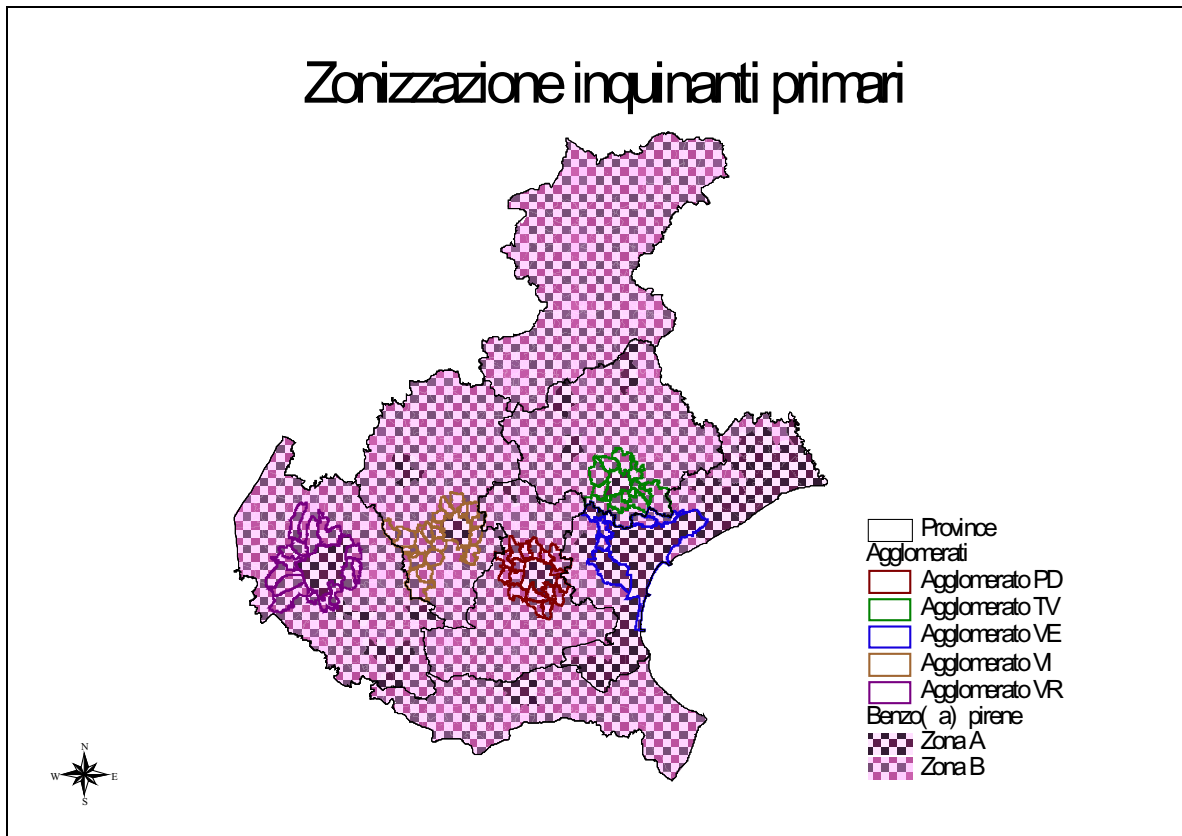 Zonizzazione inquinanti primari
Province
Agglomerati
Agglomerato PD
Agglomerato TV
Agglomerato VE
Agglomerato VI
Agglomerato VR
Benzo( a) pirene
Zona A
Zona B
N
W E
S